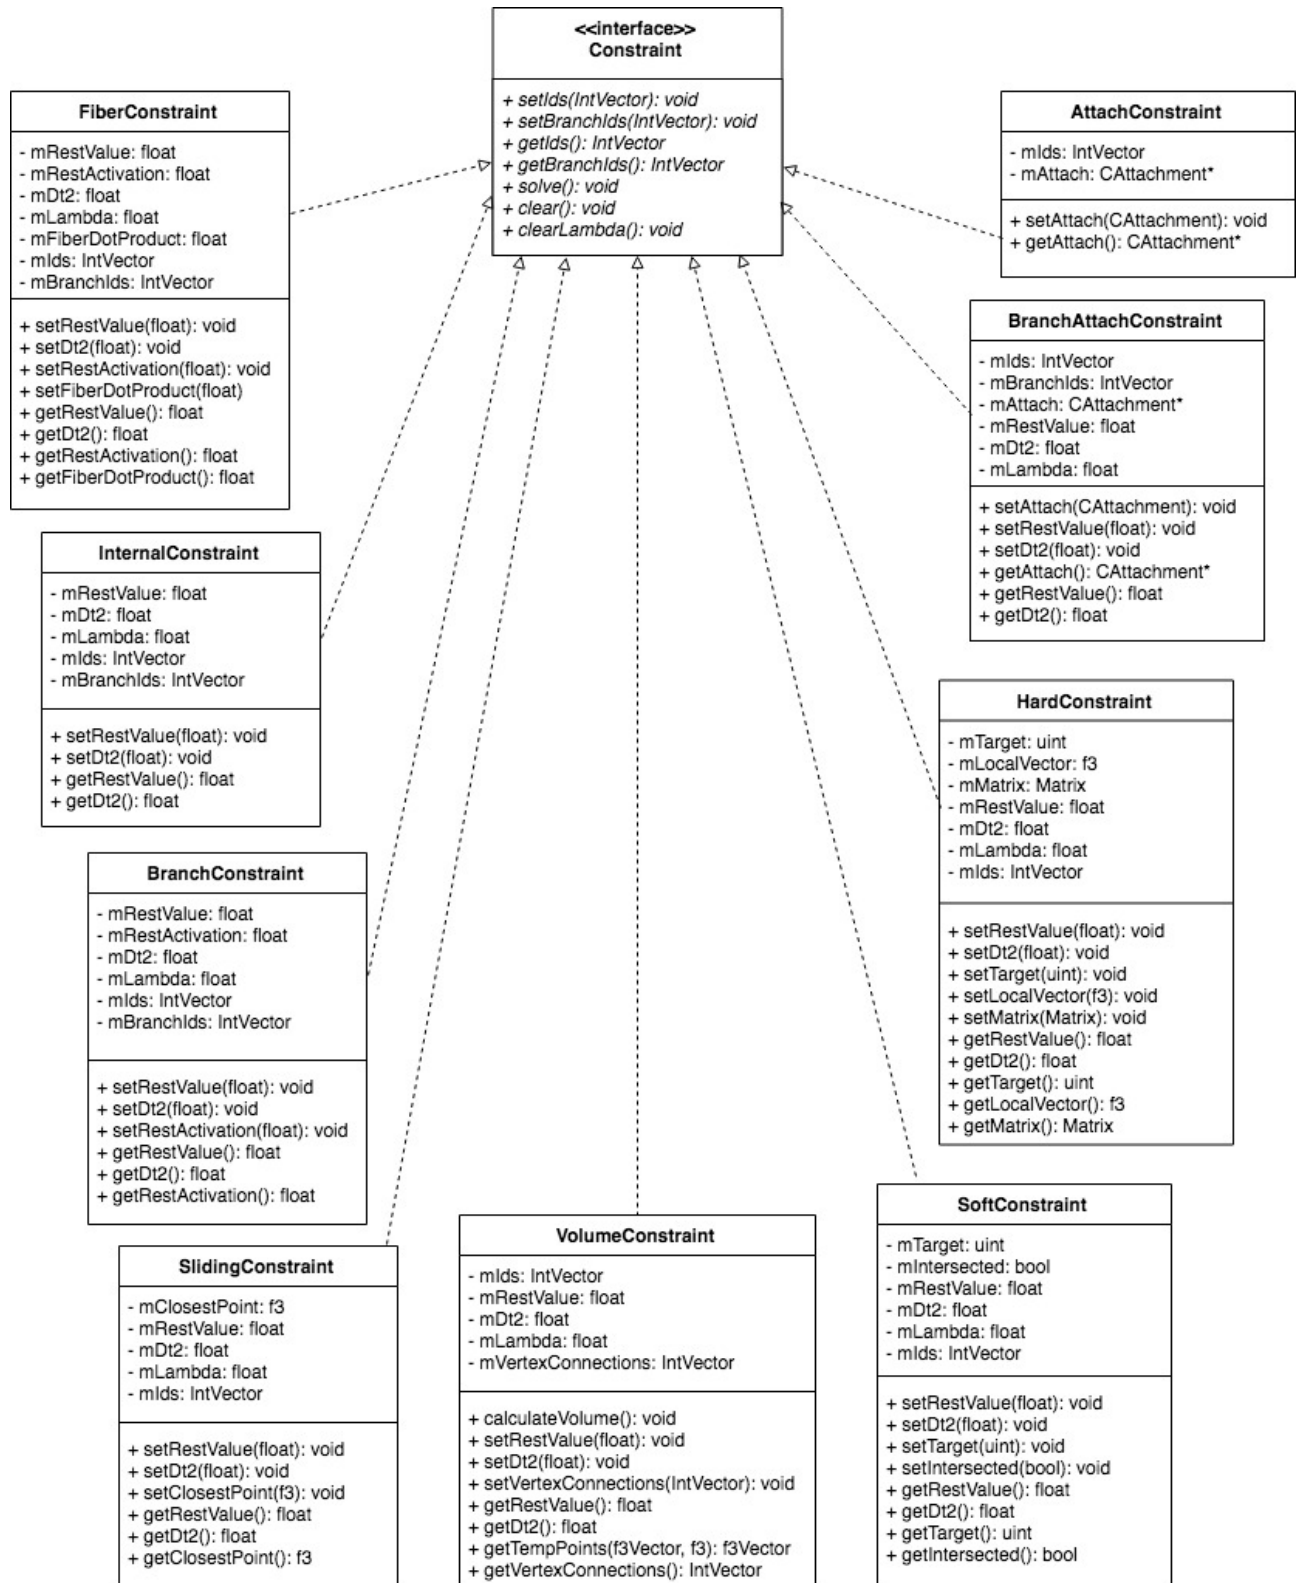 <<interface>>
Constraint
+ setIds(IntVector): void
+ setBranchIds(IntVector): void
+ getIds(): IntVector
+ getBranchIds(): IntVector
+ solve(): void
+ clear(): void
+ clearLambda(): void
FiberConstraint
- mRestValue: float
- mRestActivation: float
- mDt2: float
- mLambda: float
- mFiberDotProduct: float
- mIds: IntVector
- mBranchIds: IntVector
+ setRestValue(float): void
+ setDt2(float): void
+ setRestActivation(float): void
+ setFiberDotProduct(float)
+ getRestValue(): float
+ getDt2(): float
+ getRestActivation(): float
+ getFiberDotProduct(): float
AttachConstraint
- mIds: IntVector
- mAttach: CAttachment*
+ setAttach(CAttachment): void
+ getAttach(): CAttachment*
BranchAttachConstraint
- mIds: IntVector
- mBranchIds: IntVector
- mAttach: CAttachment*
- mRestValue: float
- mDt2: float
- mLambda: float
+ setAttach(CAttachment): void
+ setRestValue(float): void
+ setDt2(float): void
+ getAttach(): CAttachment*
+ getRestValue(): float
+ getDt2(): float
InternalConstraint
- mRestValue: float
- mDt2: float
- mLambda: float
- mIds: IntVector
- mBranchIds: IntVector
+ setRestValue(float): void
+ setDt2(float): void
+ getRestValue(): float
+ getDt2(): float
HardConstraint
- mTarget: uint
- mLocalVector: f3
- mMatrix: Matrix
- mRestValue: float
- mDt2: float
- mLambda: float
- mIds: IntVector
+ setRestValue(float): void
+ setDt2(float): void
+ setTarget(uint): void
+ setLocalVector(f3): void
+ setMatrix(Matrix): void
+ getRestValue(): float
+ getDt2(): float
+ getTarget(): uint
+ getLocalVector(): f3
+ getMatrix(): Matrix
BranchConstraint
- mRestValue: float
- mRestActivation: float
- mDt2: float
- mLambda: float
- mIds: IntVector
- mBranchIds: IntVector
+ setRestValue(float): void
+ setDt2(float): void
+ setRestActivation(float): void
+ getRestValue(): float
+ getDt2(): float
+ getRestActivation(): float
SlidingConstraint
- mClosestPoint: f3
- mRestValue: float
- mDt2: float
- mLambda: float
- mIds: IntVector
+ setRestValue(float): void
+ setDt2(float): void
+ setClosestPoint(f3): void
+ getRestValue(): float
+ getDt2(): float
+ getClosestPoint(): f3
VolumeConstraint
- mIds: IntVector
- mRestValue: float
- mDt2: float
- mLambda: float
- mVertexConnections: IntVector
+ calculateVolume(): void
+ setRestValue(float): void
+ setDt2(float): void
+ setVertexConnections(IntVector): void
+ getRestValue(): float
+ getDt2(): float
+ getTempPoints(f3Vector, f3): f3Vector
+ getVertexConnections(): IntVector
SoftConstraint
- mTarget: uint
- mIntersected: bool
- mRestValue: float
- mDt2: float
- mLambda: float
- mIds: IntVector
+ setRestValue(float): void
+ setDt2(float): void
+ setTarget(uint): void
+ setIntersected(bool): void
+ getRestValue(): float
+ getDt2(): float
+ getTarget(): uint
+ getIntersected(): bool